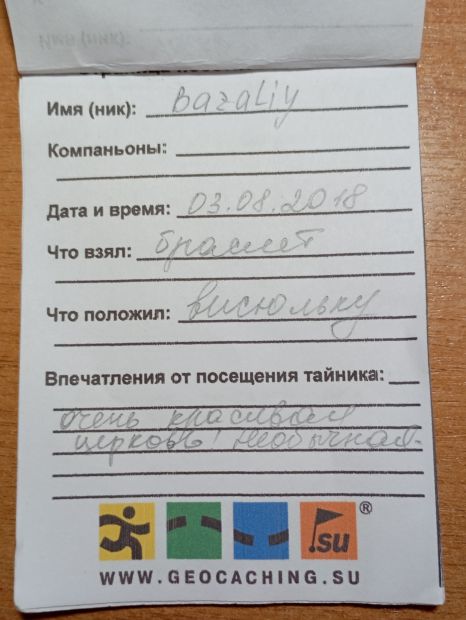 Имя (ник): Bazaliy
Компаньоны:
Дата и время: 03.08.2018
Что взял: браслет
Что положил: висюльку
Впечатления от посещения тайника:
очень красивая
церковь! Необычная.
.su ®
WWW.GEOCACHING.SU